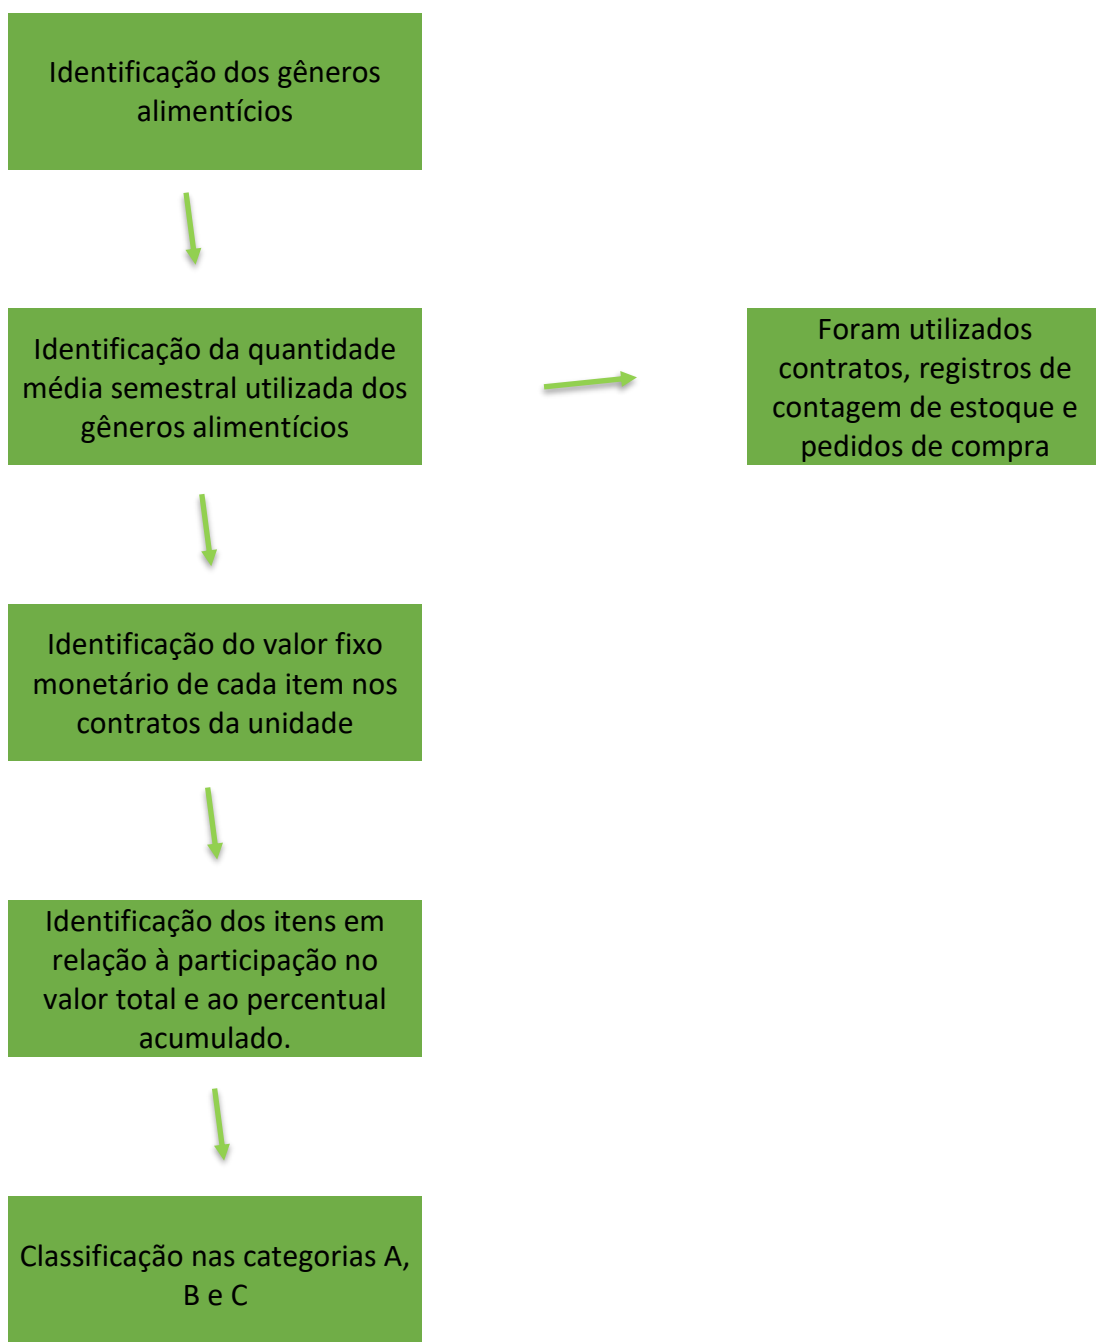 Identificação dos gêneros
alimentícios
Identificação da quantidade
média semestral utilizada dos
gêneros alimentícios
Foram utilizados
contratos, registros de
contagem de estoque e
pedidos de compra
Identificação do valor fixo
monetário de cada item nos
contratos da unidade
Identificação dos itens em
relação à participação no
valor total e ao percentual
acumulado.
Classificação nas categorias A,
B e C